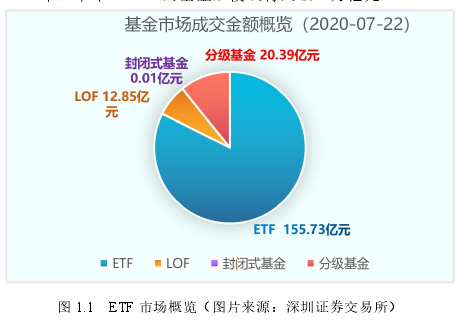 基金市场成交金额概览（2020-07-22）
分级基金 20.39亿元
封闭式基金
0.01亿元
LOF 12.85亿
元
ETF 155.73亿元
ETF LOF 封闭式基金 分级基金
图 1.1 ETF 市场概览（图片来源：深圳证券交易所）